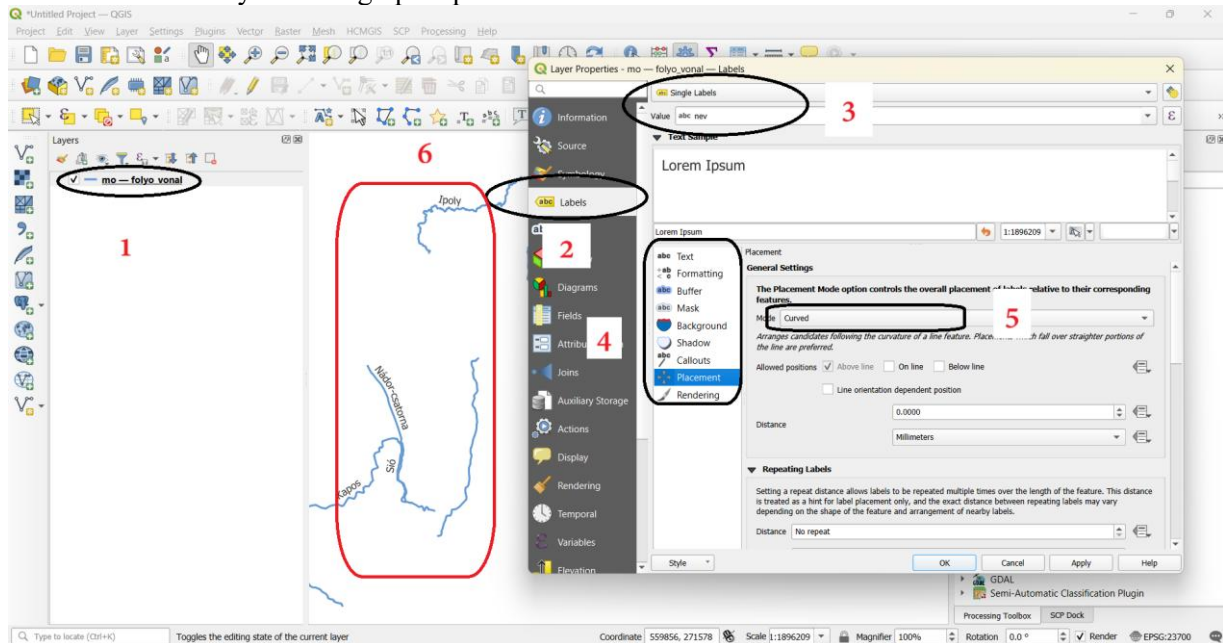 *Untitled Project — QGIS
Project Edit View Layer Settings Plugins Vector Raster Mesh HCMGIS SCP Processing Help
Layer Properties - mo — folyo_vonal — Labels
Layers
mo — folyo_vonal
1
6
Ipoly
Nádor-csatorna
Sió
Kapos
Information
Source
Symbology
Labels
2
Diagrams
Fields
4
Joins
Auxiliary Storage
Actions
Display
Rendering
Temporal
Variables
Elevation
Single Labels
Value abc nev
3
Text Sample
Lorem Ipsum
Lorem Ipsum
1:1896209
Text
Formatting
Buffer
Mask
Background
Shadow
Callouts
Placement
Rendering
Placement
General Settings
The Placement Mode option controls the overall placement of labels relative to their corresponding
features.
Mode Curved
5
Arranges candidates following the curvature of a line feature. Placements which fall over straighter portions of
the line are preferred.
Allowed positions Above line On line Below line
Line orientation dependent position
0.0000
Distance
Millimeters
Repeating Labels
Setting a repeat distance allows labels to be repeated multiple times over the length of the feature. This distance
is treated as a hint for label placement only, and the exact distance between repeating labels may vary
depending on the shape of the feature and arrangement of nearby labels.
Distance No repeat
Style OK Cancel Apply Help
GDAL
Semi-Automatic Classification Plugin
Processing Toolbox SCP Dock
Type to locate (Ctrl+K) Toggles the editing state of the current layer Coordinate 559856, 271578 Scale 1:1896209 Magnifier 100% Rotation 0.0 ° Render EPSG:23700